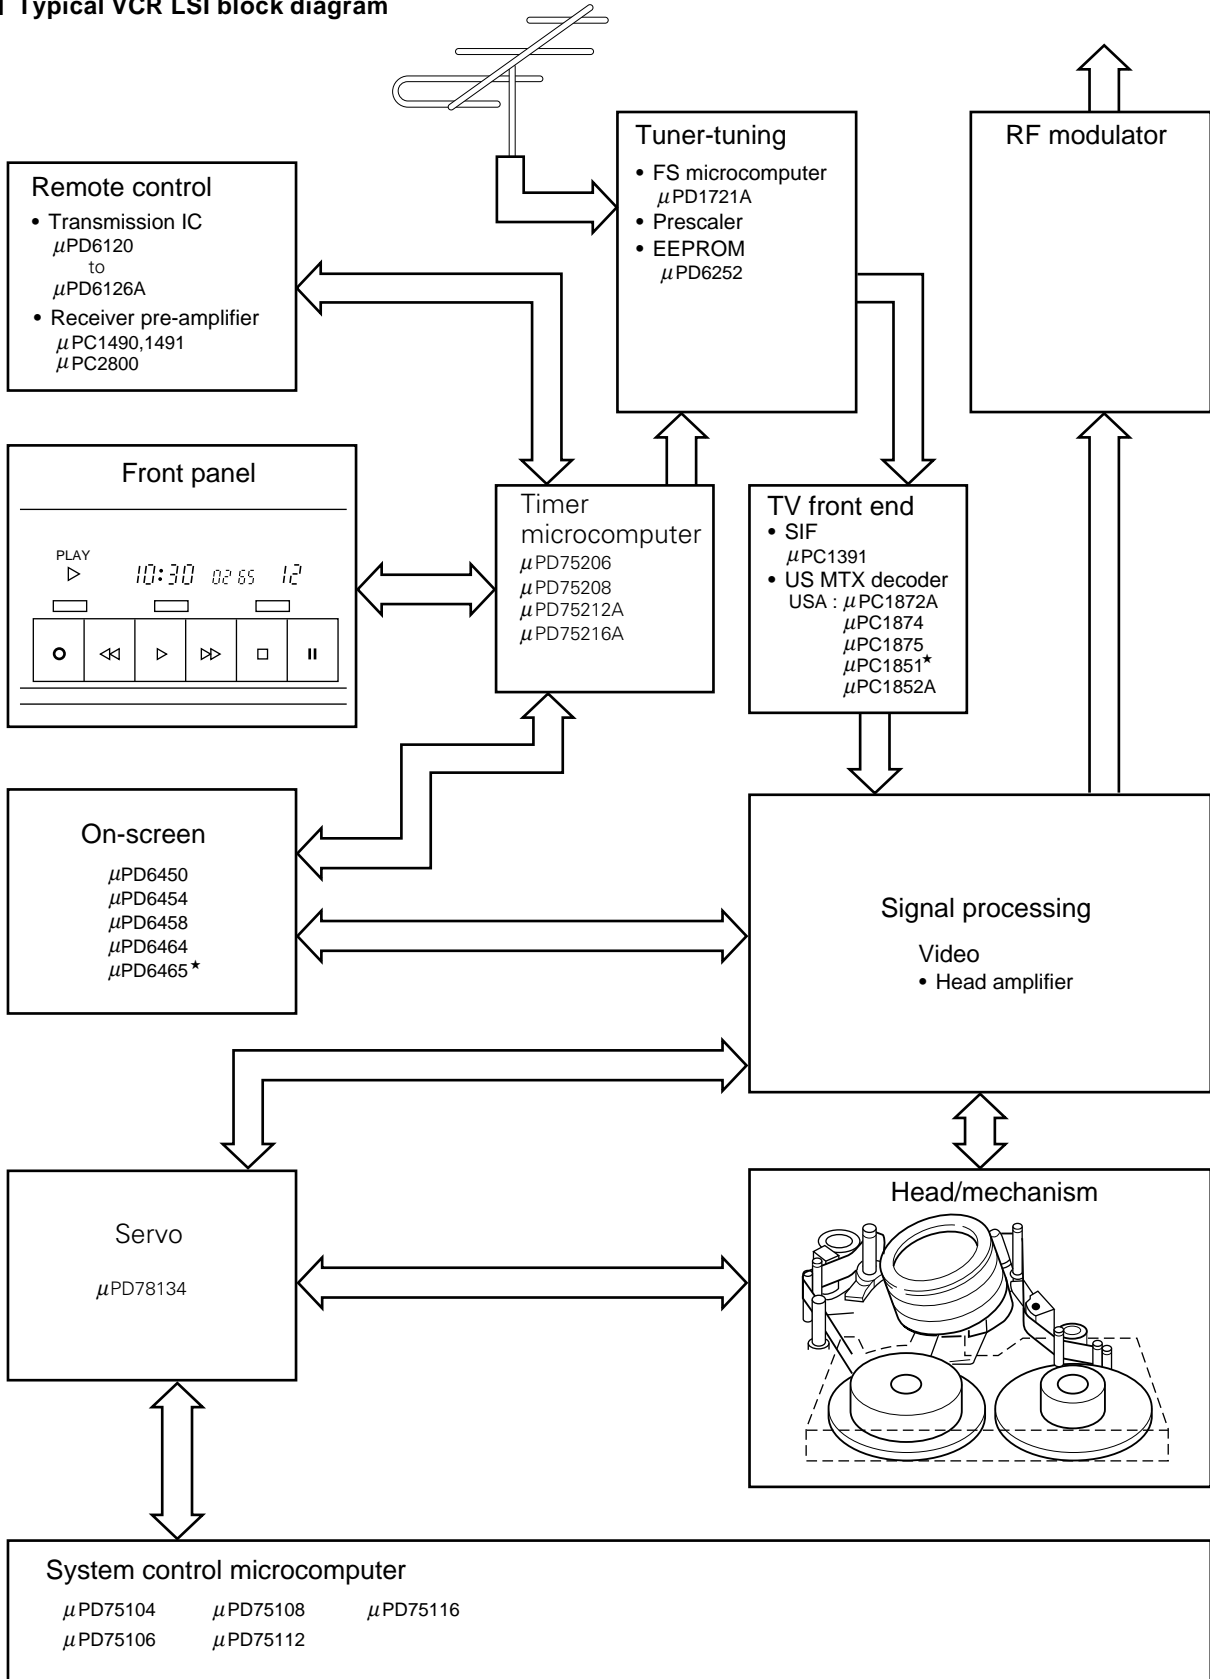 Typical VCR LSI block diagram
Tuner-tuning
• FS microcomputer
μPD1721A
• Prescaler
• EEPROM
μPD6252
RF modulator
Remote control
• Transmission IC
μPD6120
to
μPD6126A
• Receiver pre-amplifier
μPC1490,1491
μPC2800
Front panel
PLAY
10:30 0265 12
Timer
microcomputer
μPD75206
μPD75208
μPD75212A
μPD75216A
TV front end
• SIF
μPC1391
• US MTX decoder
USA : μPC1872A
μPC1874
μPC1875
μPC1851★
μPC1852A
On-screen
μPD6450
μPD6454
μPD6458
μPD6464
μPD6465★
Signal processing
Video
• Head amplifier
Servo
μPD78134
Head/mechanism
System control microcomputer
μPD75104 μPD75108 μPD75116
μPD75106 μPD75112